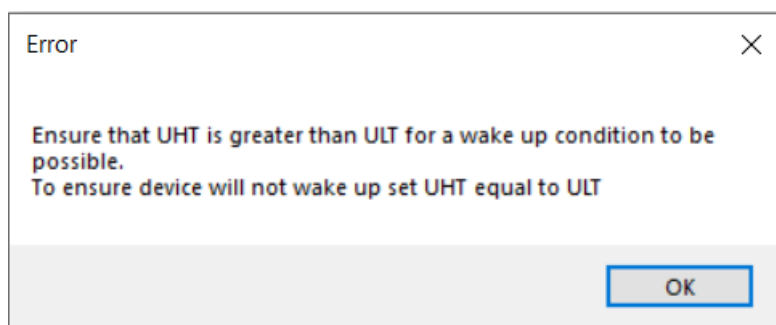 Error
Ensure that UHT is greater than ULT for a wake up condition to be
possible.
To ensure device will not wake up set UHT equal to ULT
OK